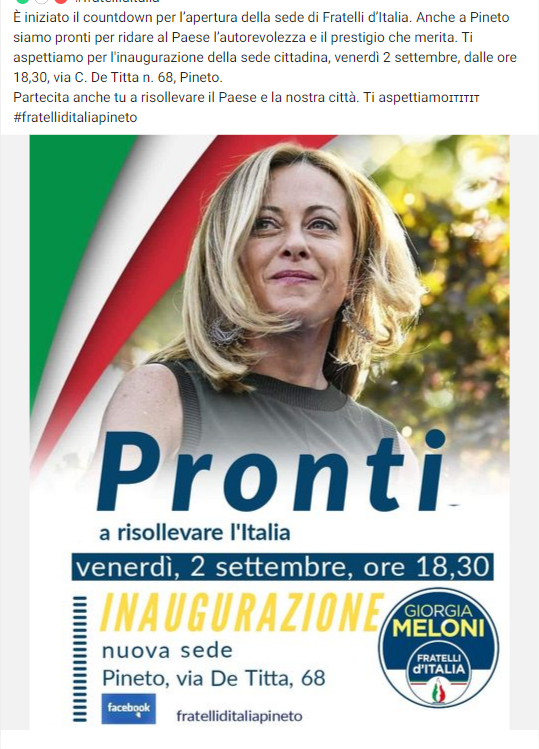 #fratelliditalia
È iniziato il countdown per l'apertura della sede di Fratelli d'Italia. Anche a Pineto
siamo pronti per ridare al Paese l'autorevolezza e il prestigio che merita. Ti
aspettiamo per l'inaugurazione della sede cittadina, venerdì 2 settembre, dalle ore
18,30, via C. De Titta n. 68, Pineto.
Partecita anche tu a risollevare il Paese e la nostra città. Ti aspettiamoɪᴛɪᴛɪᴛ
#fratelliditaliapineto
Pronti
a risollevare l'Italia
venerdì, 2 settembre, ore 18,30
INAUGURAZIONE
nuova sede
Pineto, via De Titta, 68
GIORGIA
MELONI
FRATELLI
d'ITALIA
facebook
fratelliditaliapineto